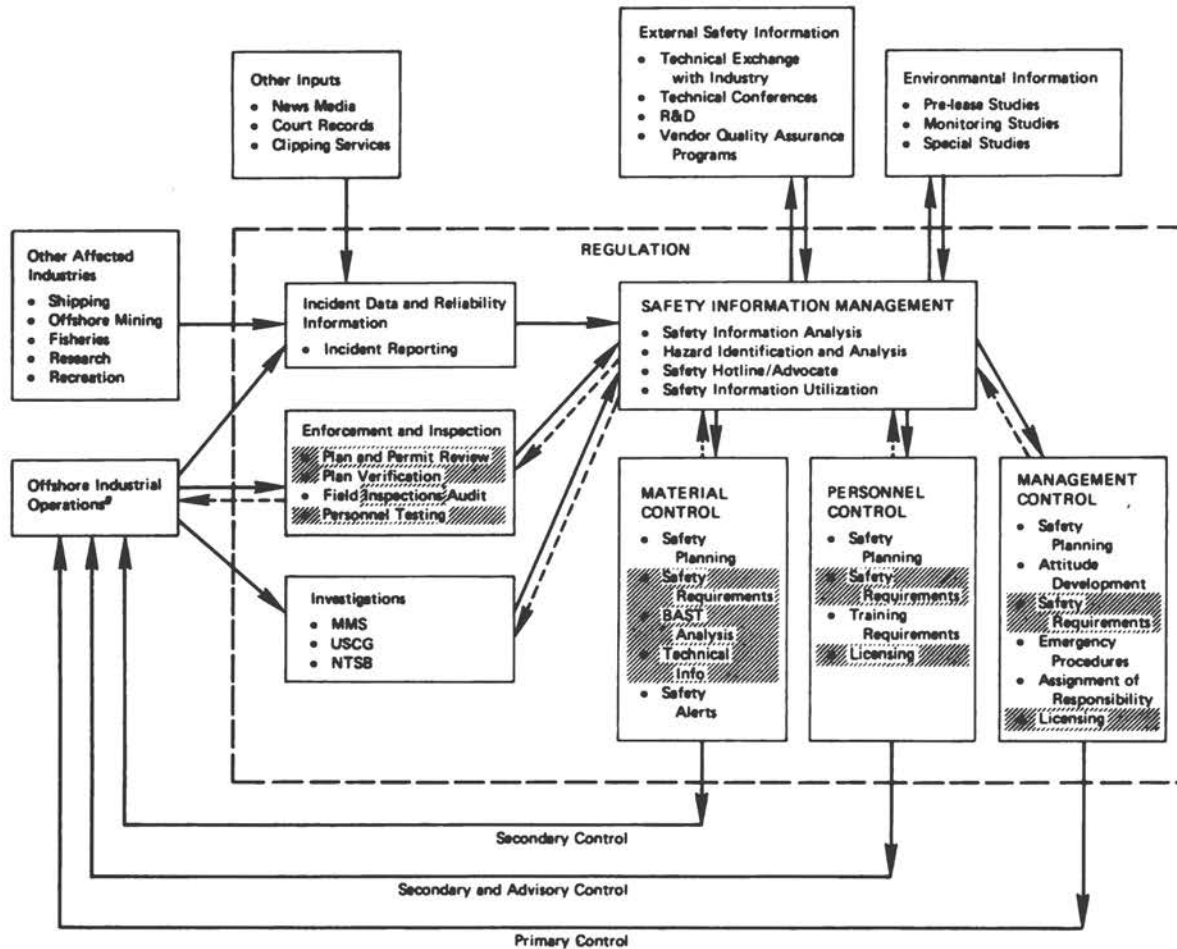 External Safety Information
• Technical Exchange
with Industry
• Technical Conferences
• R&D
• Vendor Quality Assurance
Programs
Other Inputs
• News Media
• Court Records
• Clipping Services
Environmantal Information
• Pre-lease Studies
• Monitoring Studies
• Special Studies
REGULATION
Other Affected
Industries
• Shipping
• Offshore Mining
• Fisheries
• Research
• Recreation
Incident Data and Reliability
Information
• Incident Reporting
SAFETY INFORMATION MANAGEMENT
• Safety Information Analysis
• Hazard Identification and Analysis
• Safety Hotline/Advocate
• Safety Information Utilization
Enforcement and Inspection
• Plan and Permit Review
• Plan Verification
• Field Inspections/Audit
• Personnel Testing
Offshore Industrial
Operations
Investigations
• MMS
• USCG
• NTSB
MATERIAL
CONTROL
• Safety
Planning
• Safety
Requirements
• BAST
Analysis
• Technical
Info
• Safety
Alerts
PERSONNEL
CONTROL
• Safety
Planning
• Safety
Requirements
• Training
Requirements
• Licensing
MANAGEMENT
CONTROL
• Safety
Planning
• Attitude
Development
• Safety
Requirements
• Emergency
Procedures
• Assignment of
Responsibility
• Licensing
Secondary Control
Secondary and Advisory Control
Primary Control